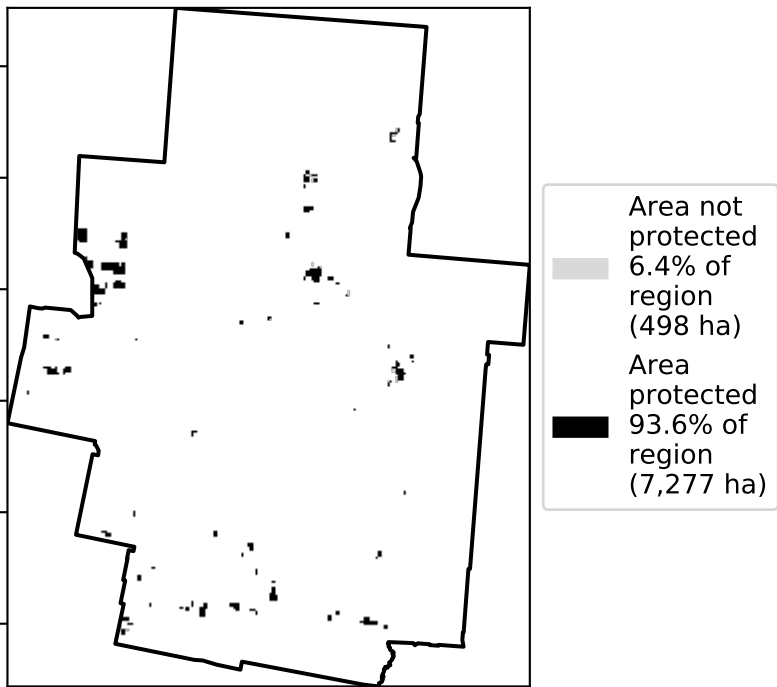 Area not
protected
6.4% of
region
(498 ha)
Area
protected
93.6% of
region
(7,277 ha)